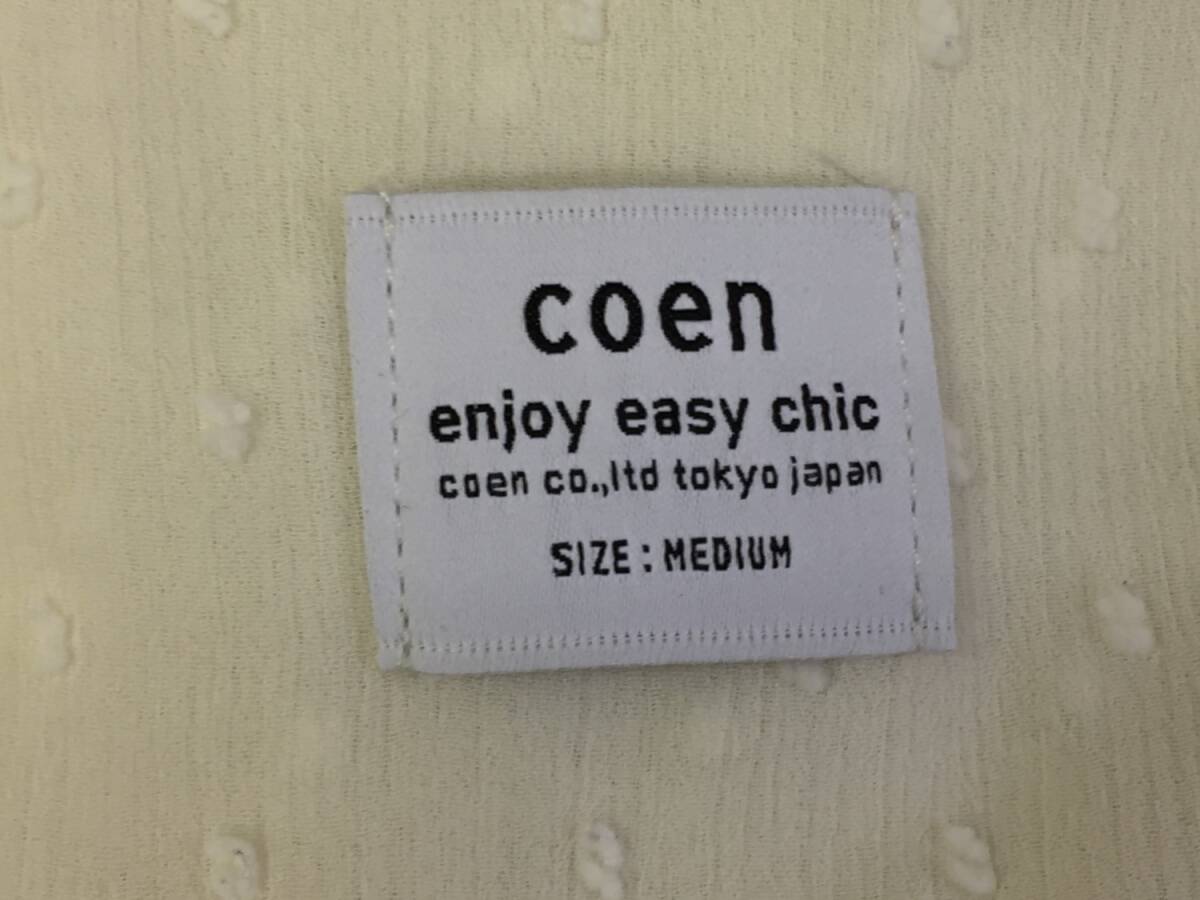 coen
enjoy easy chic
coen co.,ltd tokyo japan
SIZE : MEDIUM